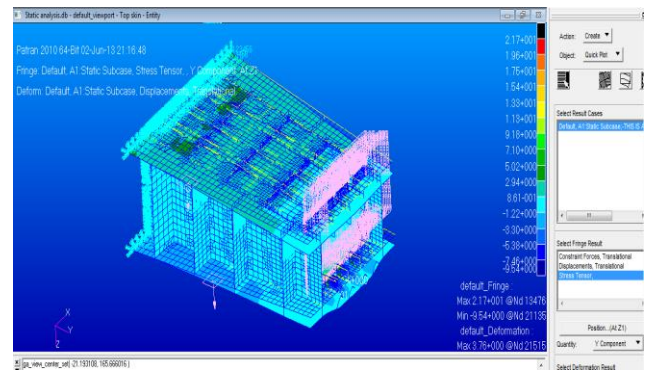 Static analysis.db - default_viewport - Top skin - Entity
Patran 2010 64-Bit 02-Jun-13 21:16:48
Fringe: Default, A1:Static Subcase, Stress Tensor, , Y Component, (At Z1)
Deform: Default, A1:Static Subcase, Displacements, Translational,
2.17+001
1.96+001
1.75+001
1.54+001
1.33+001
1.13+001
9.18+000
7.10+000
5.02+000
2.94+000
8.61-001
-1.22+000
-3.30+000
-5.38+000
-7.46+000
-9.54+000
default_Fringe :
Max 2.17+001 @Nd 13476
Min -9.54+000 @Nd 21135
default_Deformation :
Max 3.76+000 @Nd 21515
X
Y
Z
Action: Create
Object: Quick Plot
Select Result Cases
Default, A1:Static Subcase, -THIS IS A
Select Fringe Result
Constraint Forces, Translational
Displacements, Translational
Stress Tensor,
Position...(At Z1)
Quantity: Y Component
Select Deformation Result